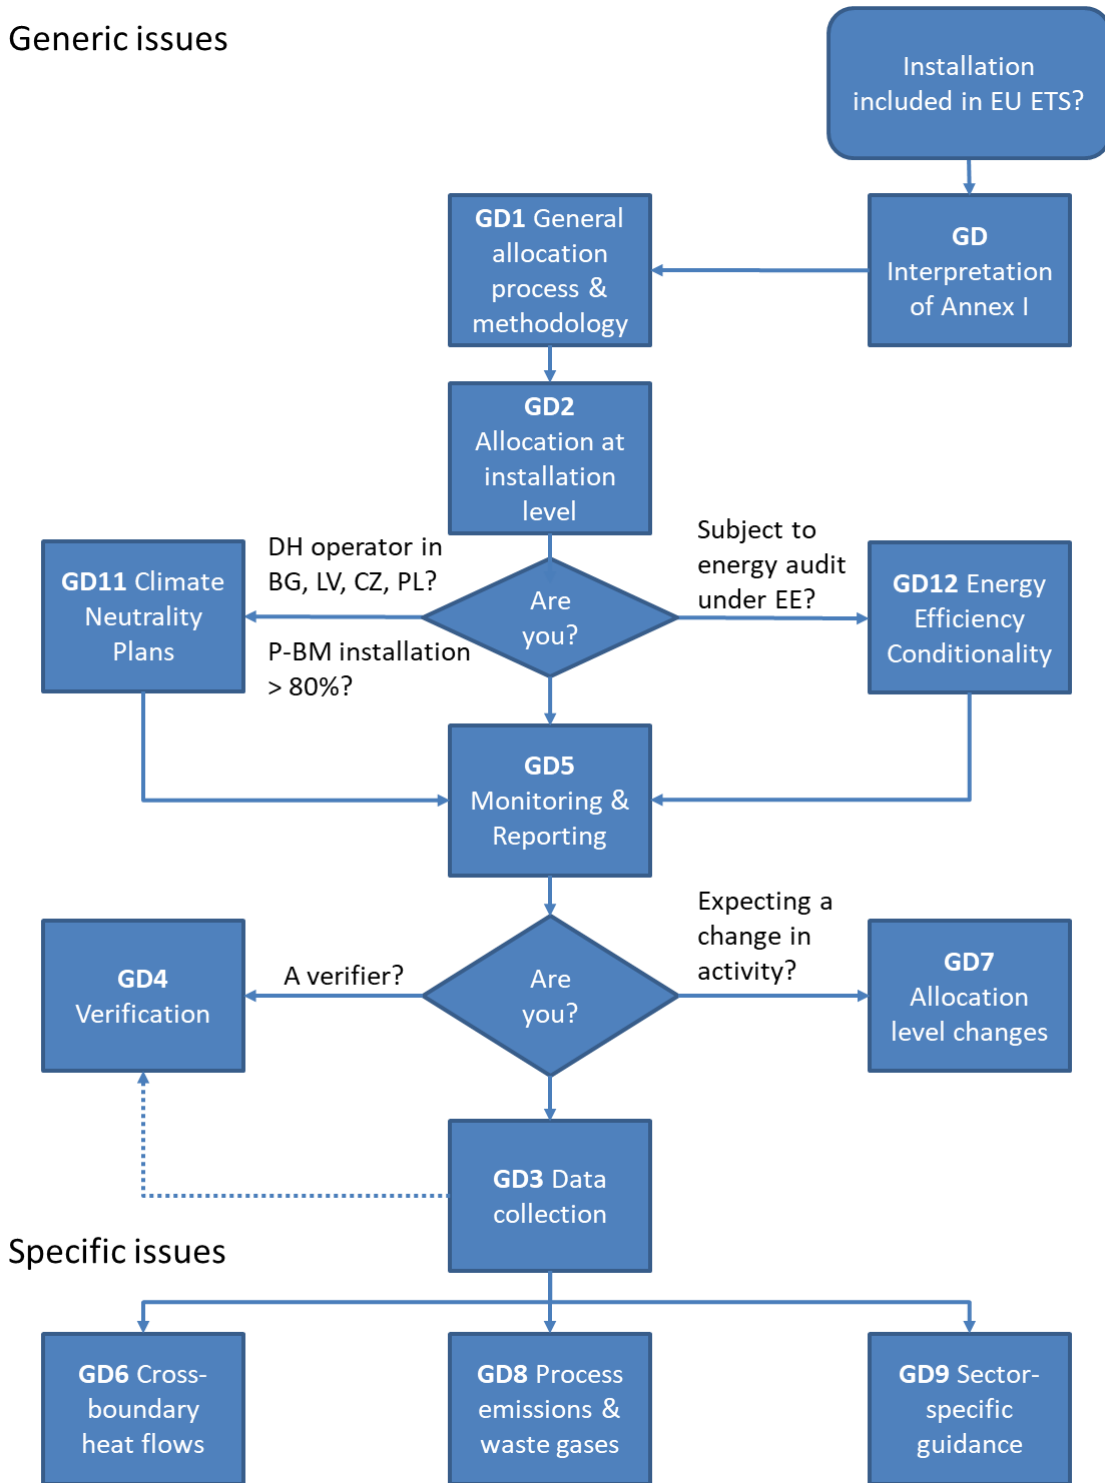 Generic issues
Installation
included in EU ETS?
GD1 General
allocation
process &
methodology
GD
Interpretation
of Annex I
GD2
Allocation at
installation
level
DH operator in
BG, LV, CZ, PL?
P-BM installation
> 80%?
Are
you?
Subject to
energy audit
under EE?
GD11 Climate
Neutrality
Plans
GD12 Energy
Efficiency
Conditionality
GD5
Monitoring &
Reporting
A verifier?
Are
you?
Expecting a
change in
activity?
GD4
Verification
GD7
Allocation
level changes
GD3 Data
collection
Specific issues
GD6 Cross-
boundary
heat flows
GD8 Process
emissions &
waste gases
GD9 Sector-
specific
guidance